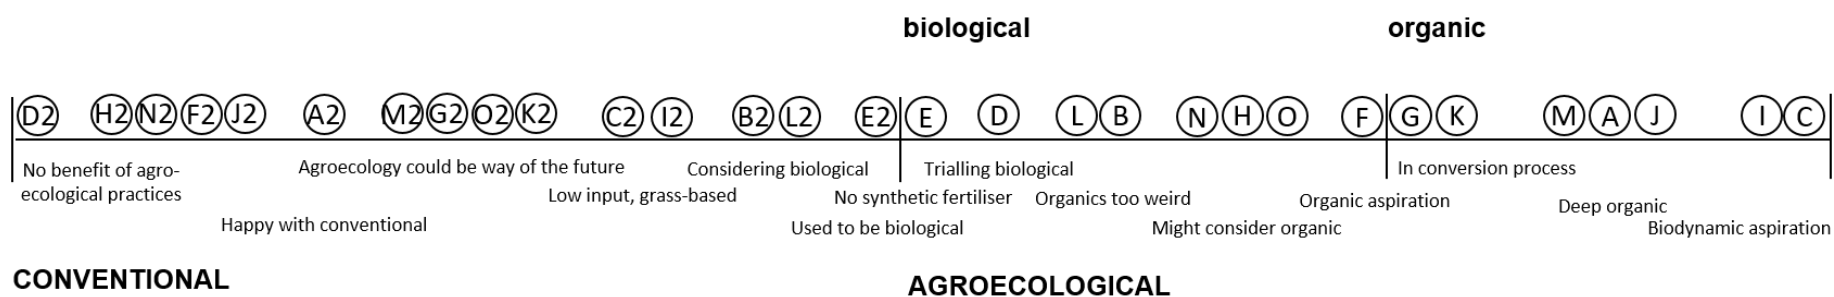 biological organic
D2 H2 N2 F2 J2 A2 M2 G2 O2 K2 C2 I2 B2 L2 E2 E D L B N H O F G K M A J I C
No benefit of agro-
ecological practices
Agroecology could be way of the future
Considering biological
Trialling biological
In conversion process
Low input, grass-based
No synthetic fertiliser
Organics too weird
Organic aspiration
Deep organic
Happy with conventional
Used to be biological
Might consider organic
Biodynamic aspiration
CONVENTIONAL
AGROECOLOGICAL